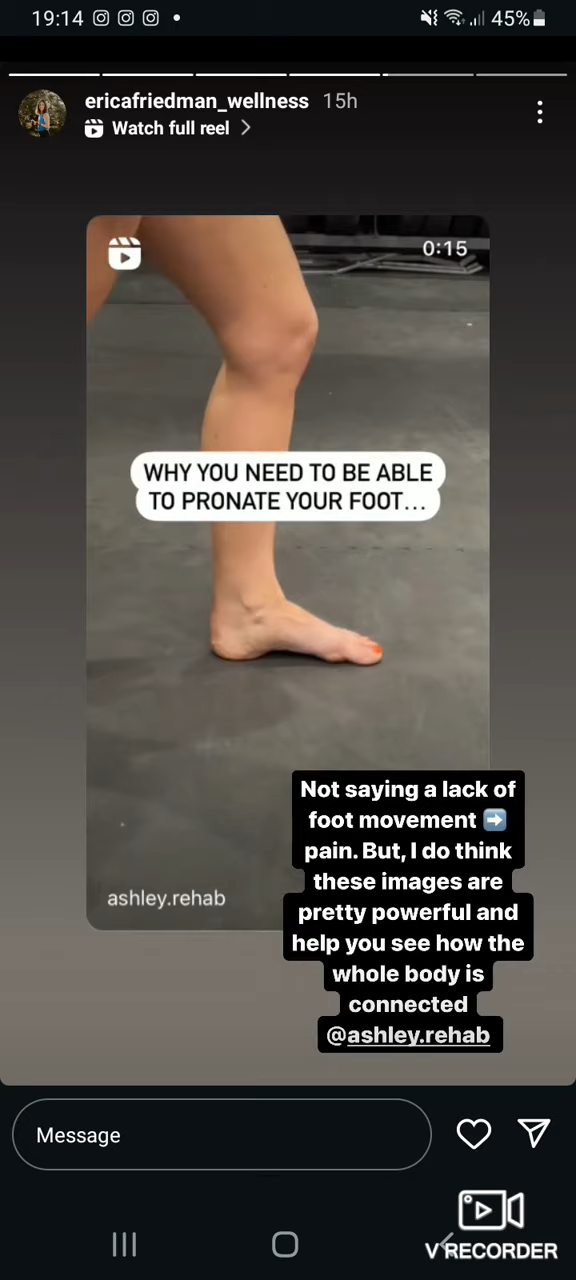 19:14
45%
ericafriedman_wellness 15h
Watch full reel >
0:15
WHY YOU NEED TO BE ABLE
TO PRONATE YOUR FOOT...
Not saying a lack of
foot movement ➡️
pain. But, I do think
these images are
pretty powerful and
help you see how the
whole body is
connected
@ashley.rehab
ashley.rehab
Message
V RECORDER